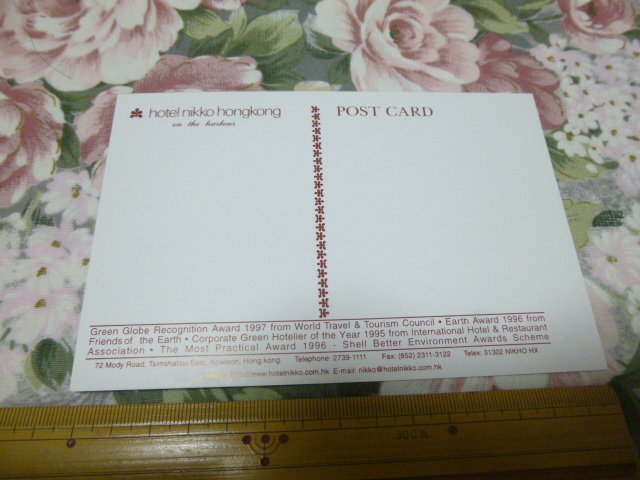 hotel nikko hongkong
on the harbour
POST CARD
Green Globe Recognition Award 1997 from World Travel & Tourism Council • Earth Award 1996 from
Friends of the Earth • Corporate Green Hotelier of the Year 1995 from International Hotel & Restaurant
Association • The Most Practical Award 1996 - Shell Better Environment Awards Scheme
72 Mody Road, Tsimshatsui East, Kowloon, Hong kong. Telephone: 2739-1111 Fax: (852) 2311-3122 Telex: 31302 NIKHO HX
//www.hotelnikko.com.hk E-mail: nikko@hotelnikko.com.hk